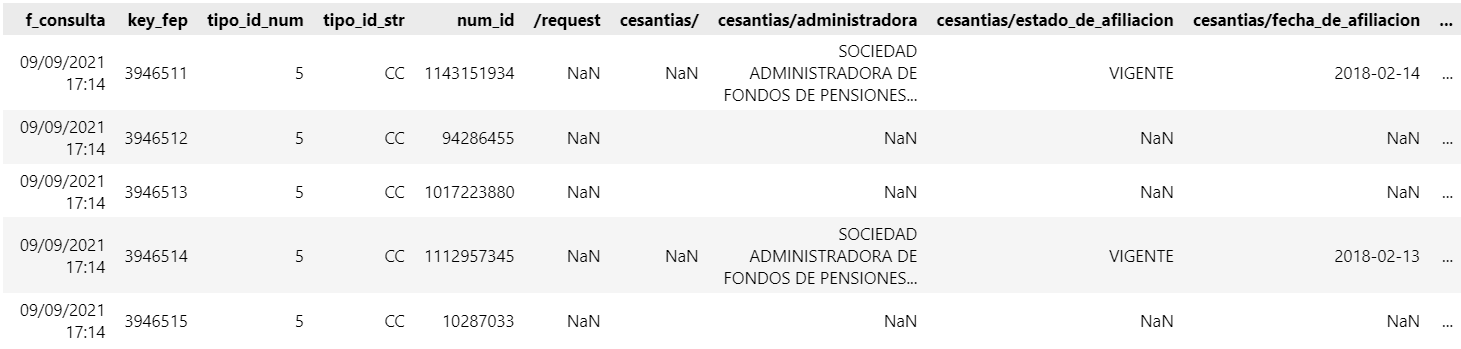 f_consulta key_fep tipo_id_num tipo_id_str num_id /request cesantias/ cesantias/administradora cesantias/estado_de_afiliacion cesantias/fecha_de_afiliacion ...
09/09/2021 17:14 3946511 5 CC 1143151934 NaN NaN SOCIEDAD ADMINISTRADORA DE FONDOS DE PENSIONES... VIGENTE 2018-02-14 ...
09/09/2021 17:14 3946512 5 CC 94286455 NaN NaN NaN NaN ...
09/09/2021 17:14 3946513 5 CC 1017223880 NaN NaN NaN NaN ...
09/09/2021 17:14 3946514 5 CC 1112957345 NaN NaN SOCIEDAD ADMINISTRADORA DE FONDOS DE PENSIONES... VIGENTE 2018-02-13 ...
09/09/2021 17:14 3946515 5 CC 10287033 NaN NaN NaN NaN ...